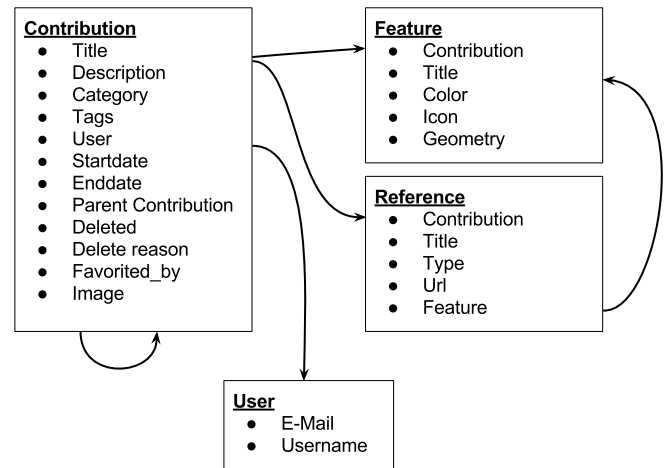 Contribution
● Title
● Description
● Category
● Tags
● User
● Startdate
● Enddate
● Parent Contribution
● Deleted
● Delete reason
● Favorited_by
● Image
Feature
● Contribution
● Title
● Color
● Icon
● Geometry
Reference
● Contribution
● Title
● Type
● Url
● Feature
User
● E-Mail
● Username